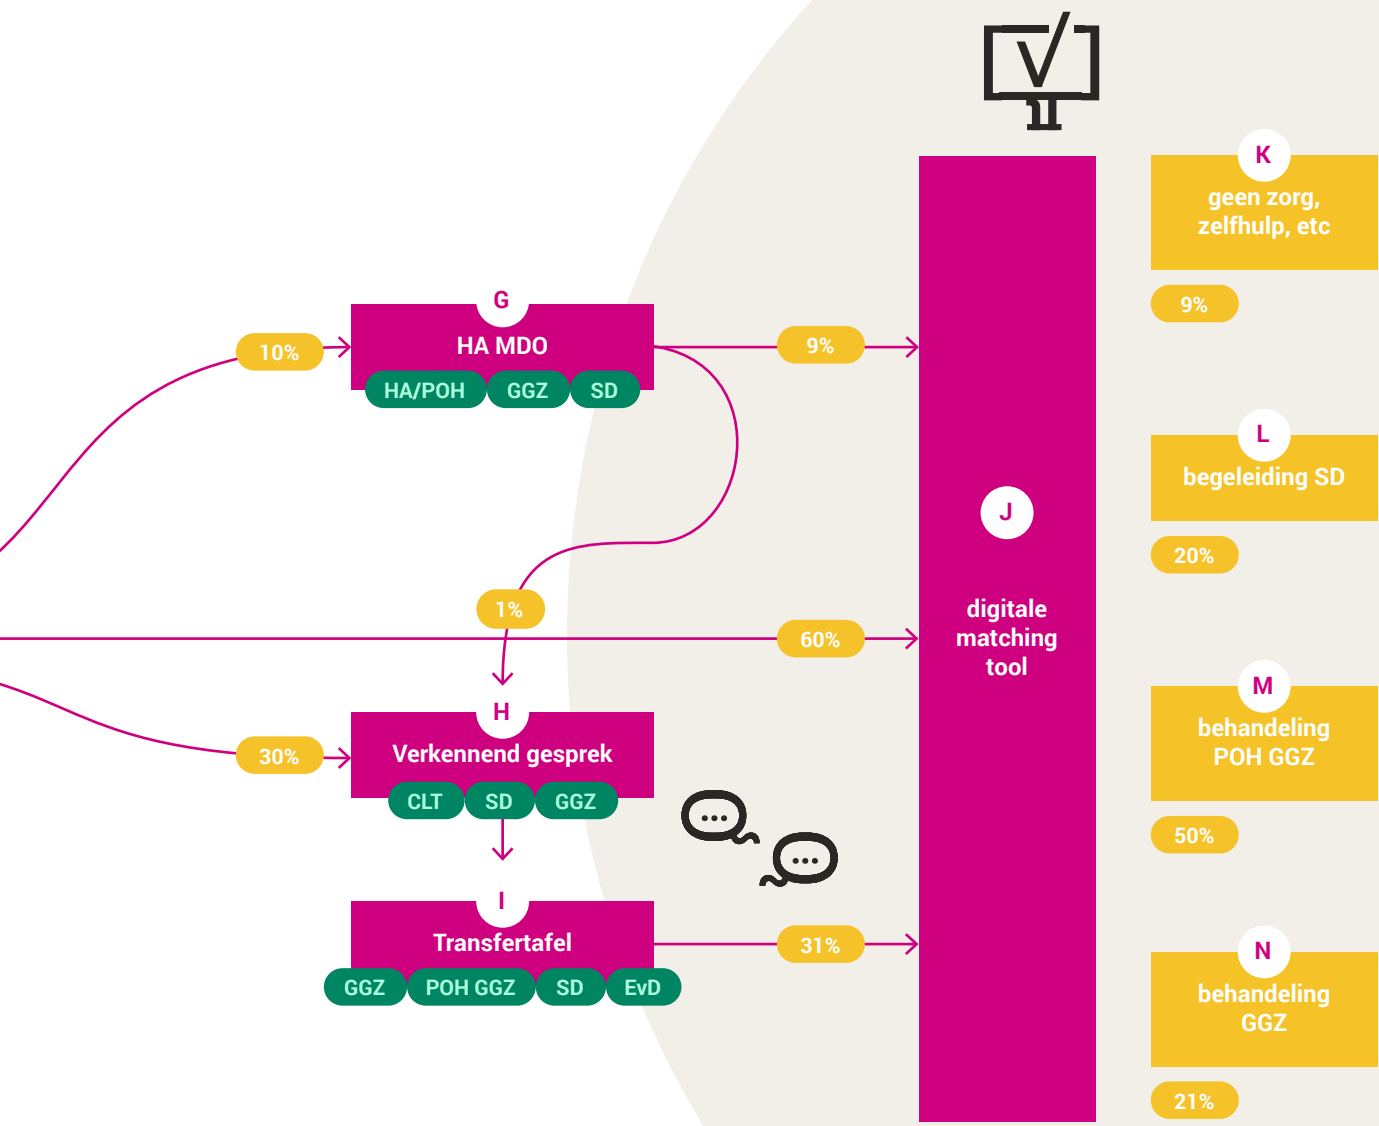 G
10%
HA MDO
HA/POH
GGZ
SD
9%
1%
60%
30%
H
Verkennend gesprek
CLT
SD
GGZ
...
...
I
Transfertafel
GGZ
POH GGZ
SD
EvD
31%
J
digitale
matching
tool
K
geen zorg,
zelfhulp, etc
9%
L
begeleiding SD
20%
M
behandeling
POH GGZ
50%
N
behandeling
GGZ
21%